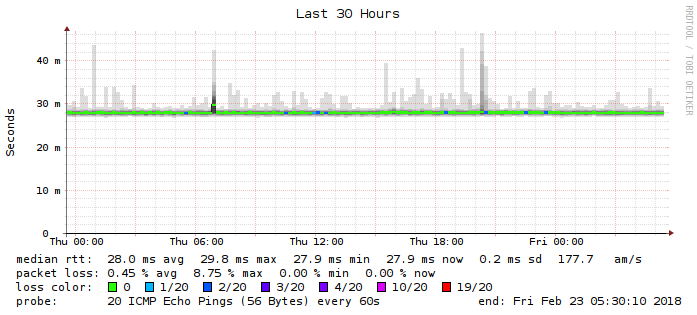 Last 30 Hours
RRDTOOL / TOBI OETIKER
Seconds
40 m
30 m
20 m
10 m
0
Thu 00:00 Thu 06:00 Thu 12:00 Thu 18:00 Fri 00:00
median rtt: 28.0 ms avg 29.8 ms max 27.9 ms min 27.9 ms now 0.2 ms sd 177.7 am/s
packet loss: 0.45 % avg 8.75 % max 0.00 % min 0.00 % now
loss color: 0 1/20 2/20 3/20 4/20 10/20 19/20
probe: 20 ICMP Echo Pings (56 Bytes) every 60s end: Fri Feb 23 05:30:10 2018